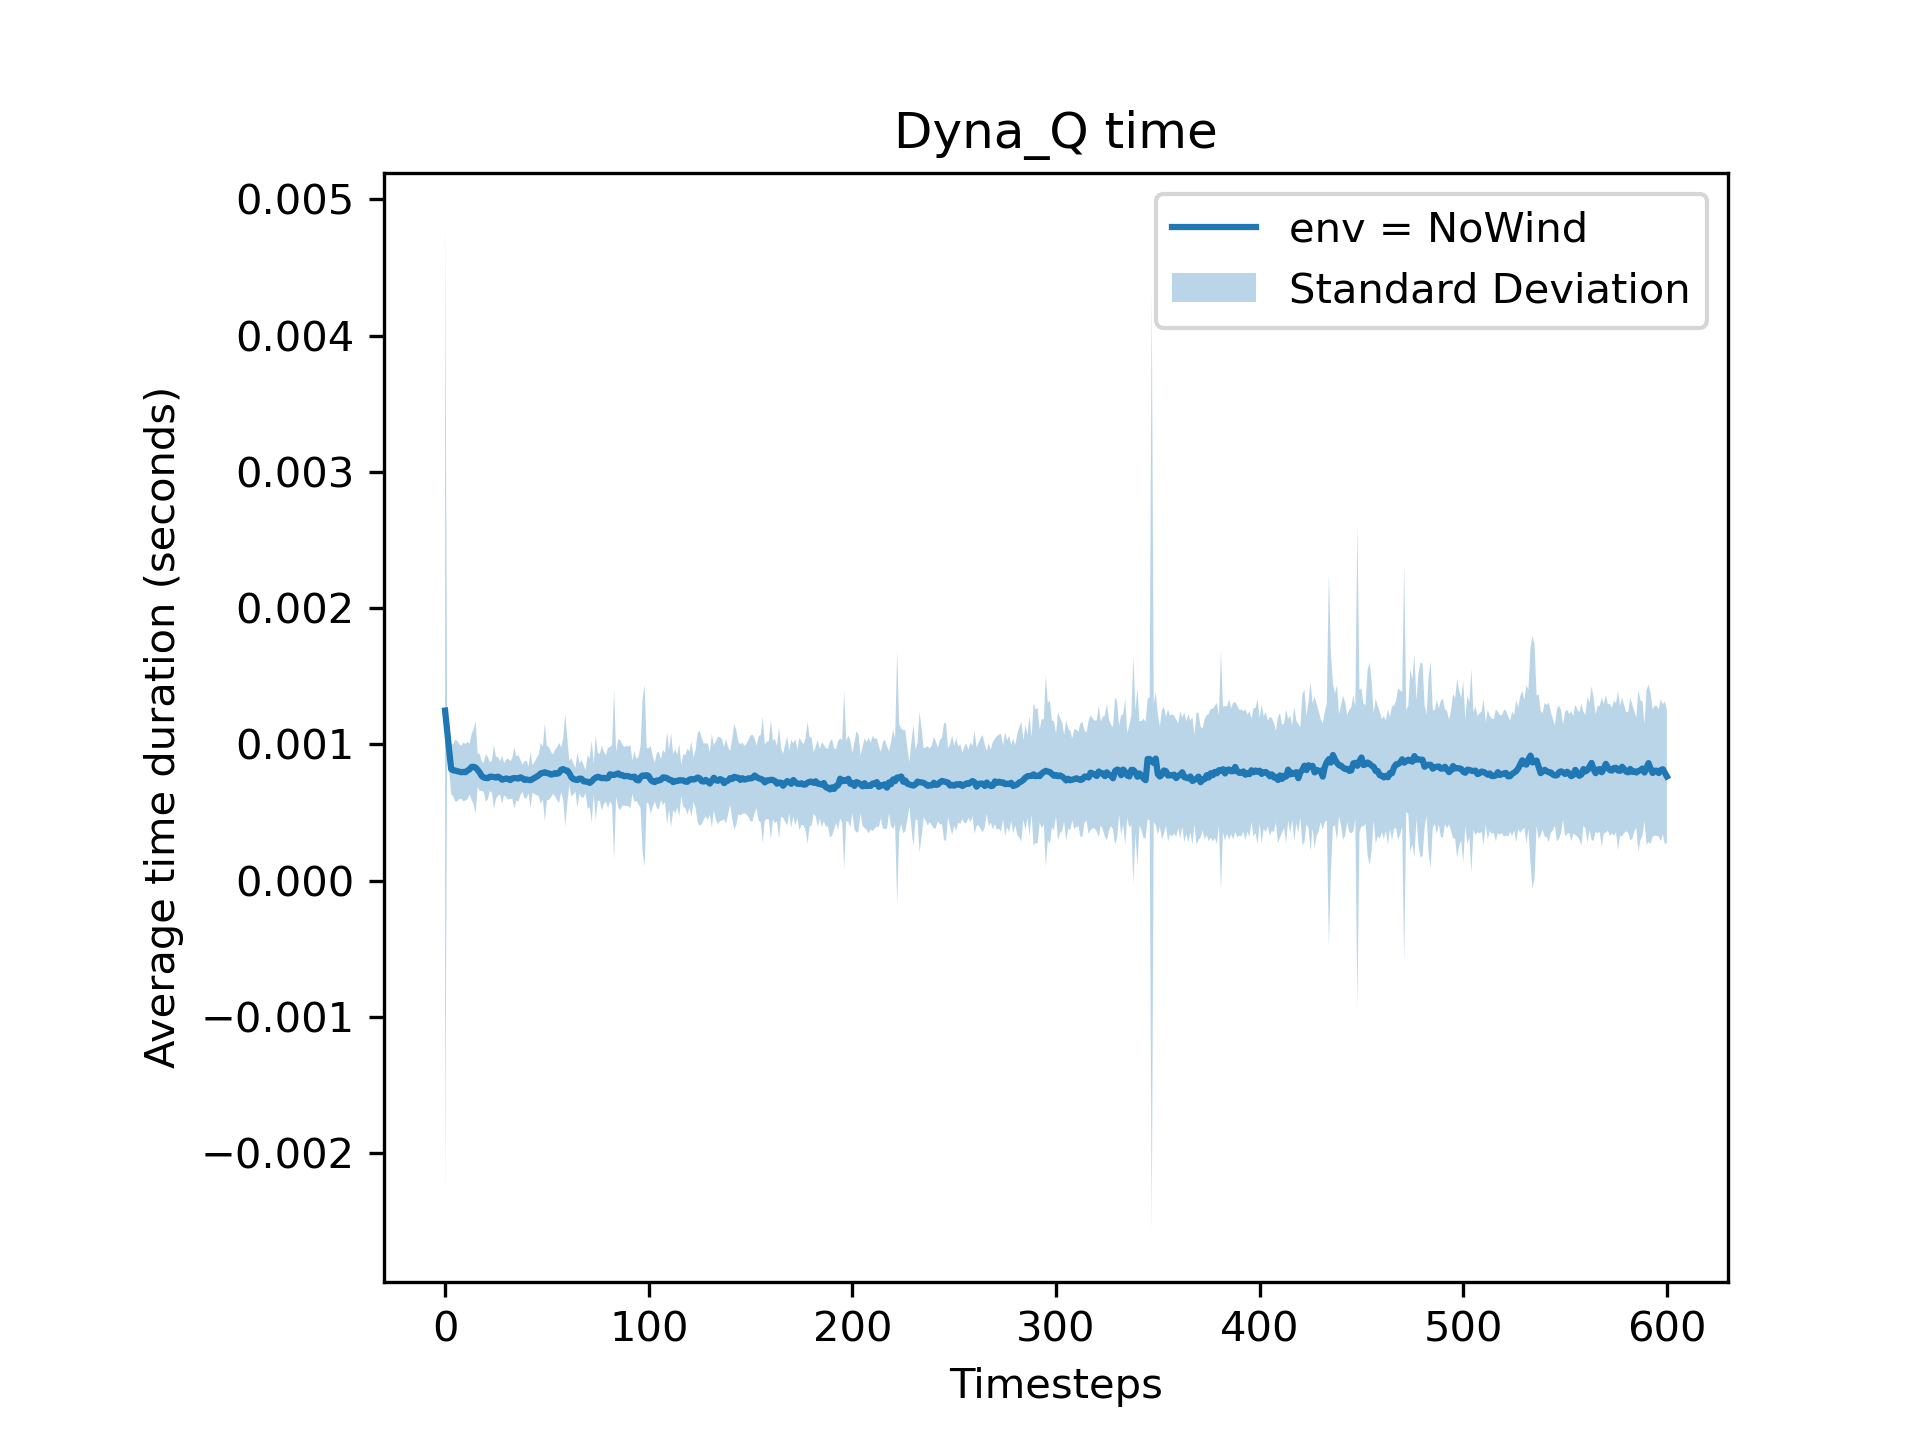 Dyna_Q time
env = NoWind
Standard Deviation
Average time duration (seconds)
0.005
0.004
0.003
0.002
0.001
0.000
−0.001
−0.002
0 100 200 300 400 500 600
Timesteps